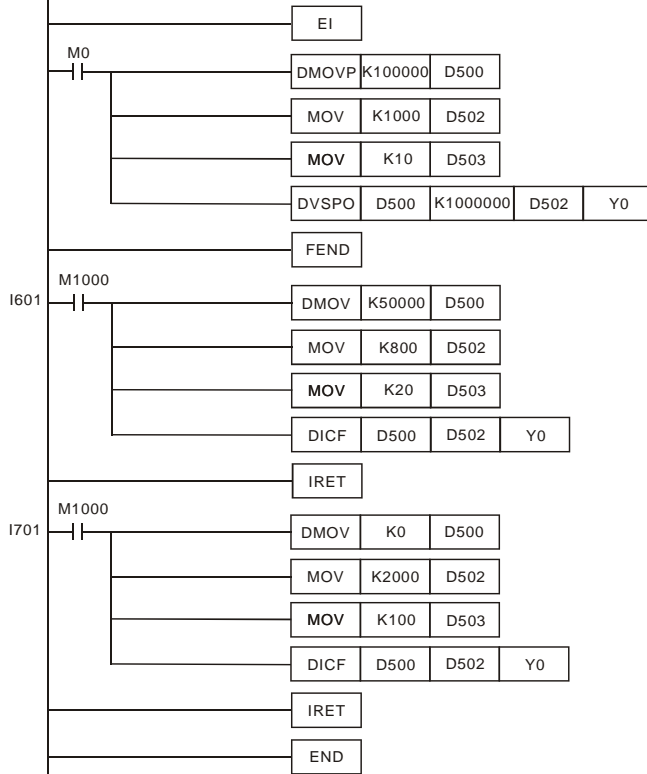 EI
M0
DMOVP K100000 D500
MOV K1000 D502
MOV K10 D503
DVSPO D500 K1000000 D502 Y0
FEND
I601 M1000
DMOV K50000 D500
MOV K800 D502
MOV K20 D503
DICF D500 D502 Y0
IRET
I701 M1000
DMOV K0 D500
MOV K2000 D502
MOV K100 D503
DICF D500 D502 Y0
IRET
END